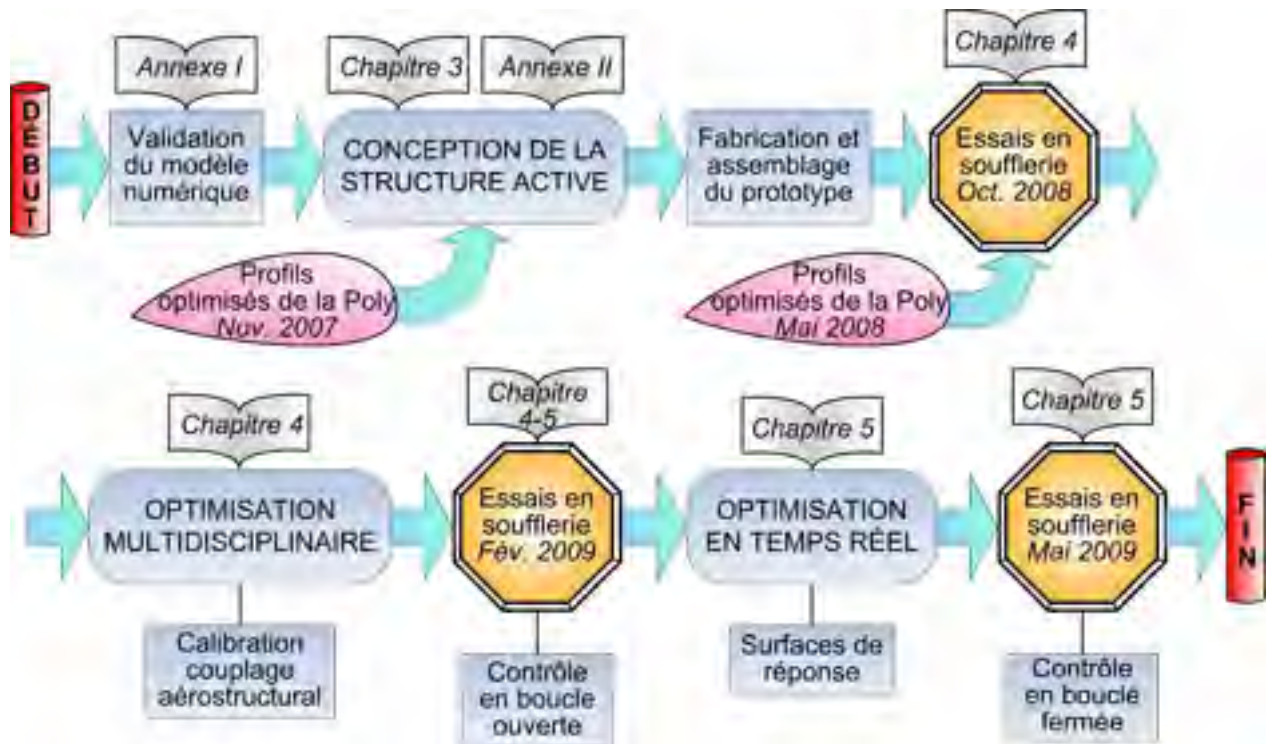 Annexe I
Chapitre 3
Annexe II
Chapitre 4
DEBUT
Validation
du modèle
numérique
CONCEPTION DE LA
STRUCTURE ACTIVE
Fabrication et
assemblage
du prototype
Essais en
soufflerie
Oct. 2008
Profils
optimisés de la Poly
Nov. 2007
Profils
optimisés de la Poly
Mai 2008
Chapitre 4
Chapitre
4-5
Chapitre 5
Chapitre 5
OPTIMISATION
MULTIDISCIPLINAIRE
Essais en
soufflerie
Fév. 2009
OPTIMISATION
EN TEMPS RÉEL
Essais en
soufflerie
Mai 2009
FIN
Calibration
couplage
aérostructural
Contrôle
en boucle
ouverte
Surfaces de
réponse
Contrôle
en boucle
fermée